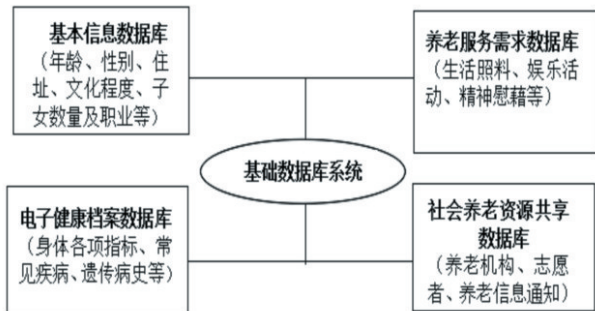 基本信息数据库
（年龄、性别、住
址、文化程度、子
女数量及职业等）
养老服务需求数据库
（生活照料、娱乐活
动、精神慰藉等）
基础数据库系统
电子健康档案数据库
（身体各项指标、常
见疾病、遗传病史等）
社会养老资源共享
数据库
（养老机构、志愿
者、养老信息通知）